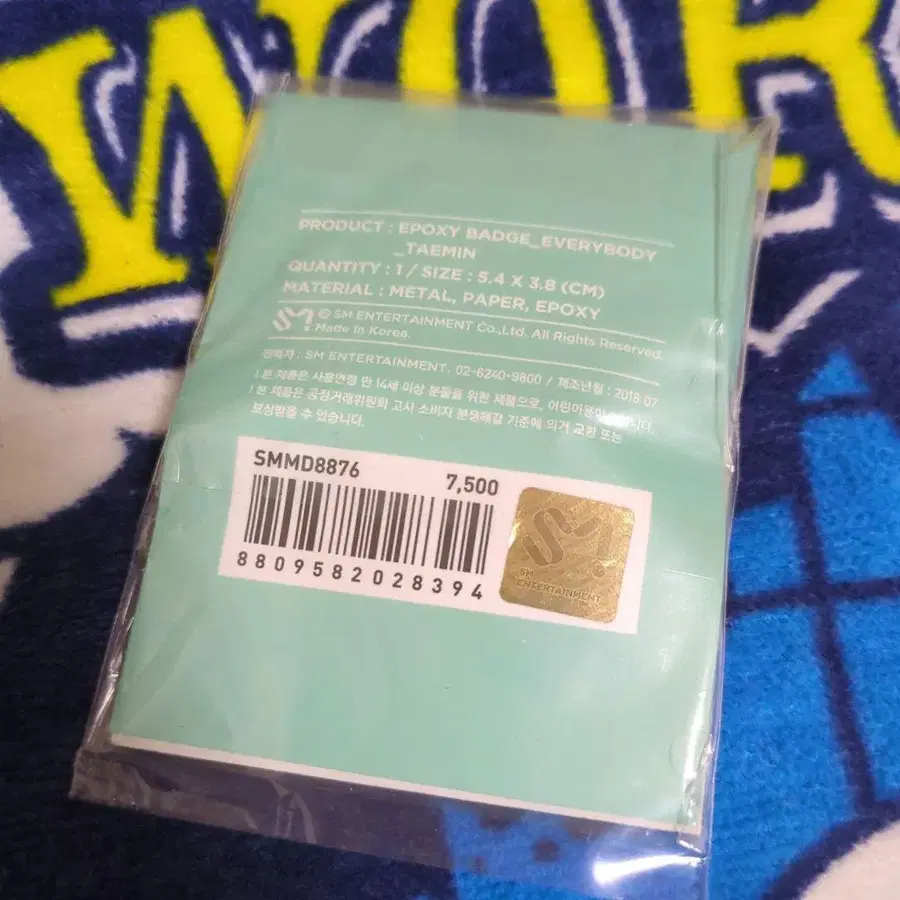 WOR
PRODUCT : EPOXY BADGE_EVERYBODY
_TAEMIN
QUANTITY : 1 / SIZE : 5.4 X 3.8 (CM)
MATERIAL : METAL, PAPER, EPOXY
SM © SM ENTERTAINMENT Co.,Ltd. All Rights Reserved.
Made in Korea.
판매자 : SM ENTERTAINMENT. 02-6240-9800 / 제조년월 : 2018.07
! 본 제품은 사용연령 만 14세 이상 분들을 위한 제품으로, 어린이용이
! 본 제품은 공정거래위원회 고시 소비자 분쟁해결 기준에 의거 교환 또는
보상받을 수 있습니다.
SMMD8876 7,500
8809582028394
SM
SM
ENTERTAINMENT